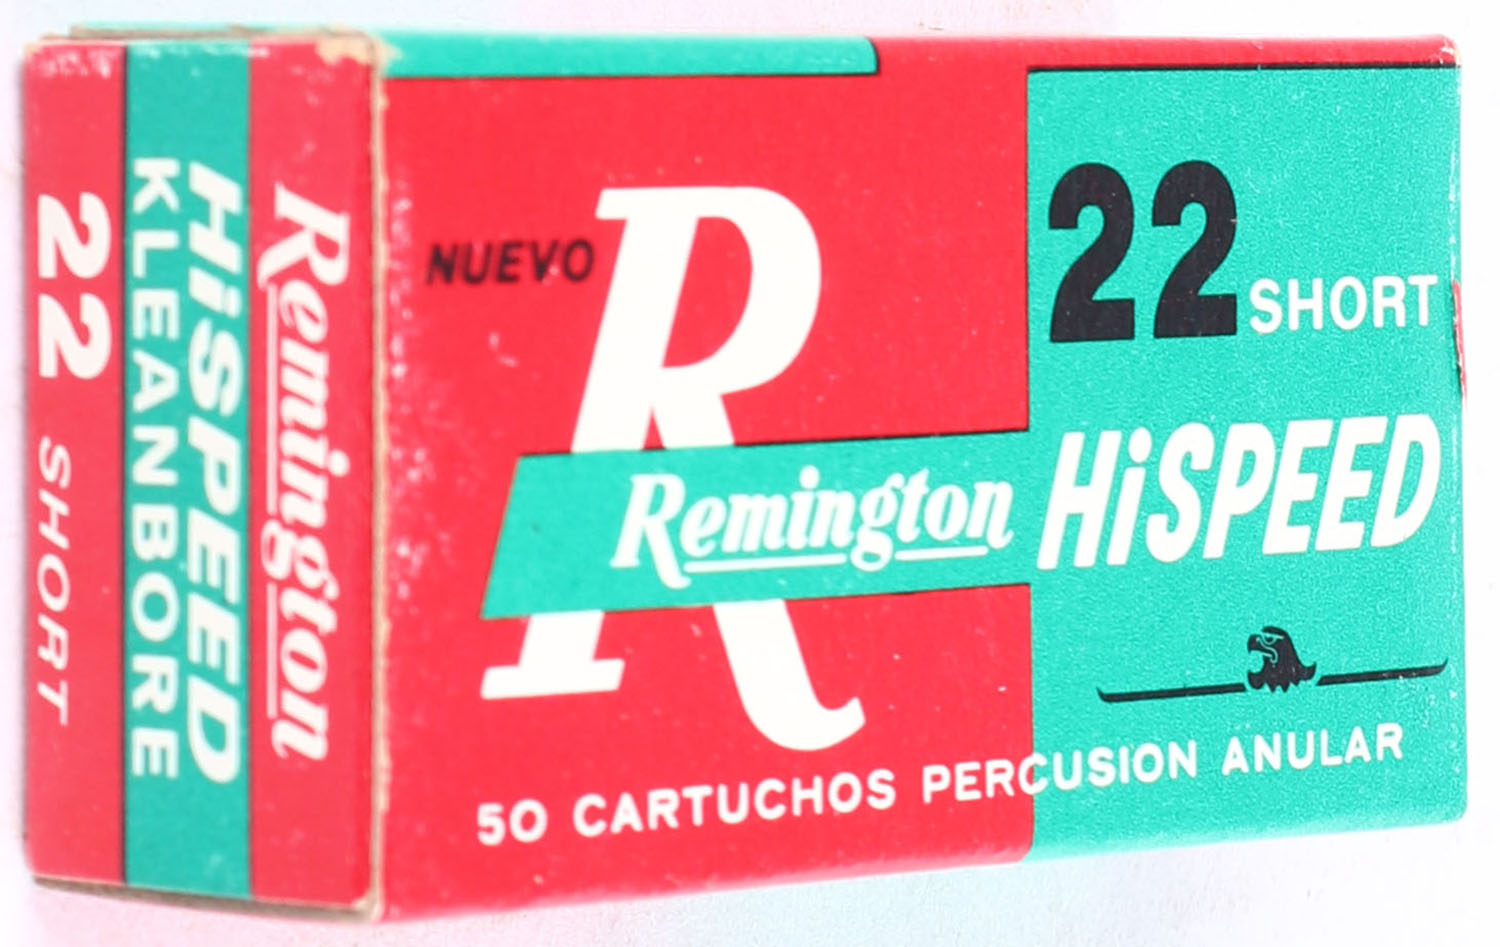 Remington
HiSPEED
KLEANBORE
22 SHORT
NUEVO R
22 SHORT
Remington HiSPEED
50 CARTUCHOS PERCUSION ANULAR